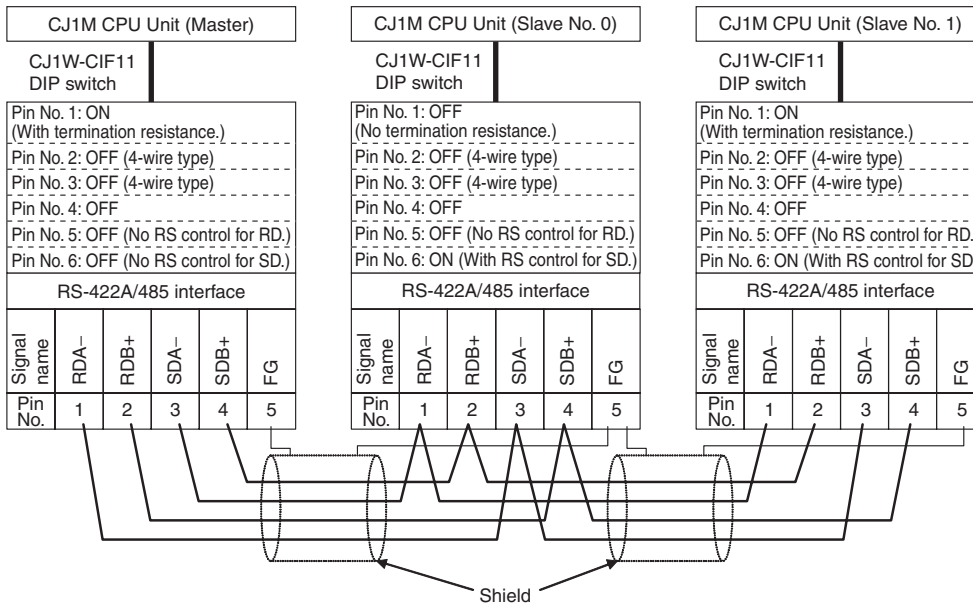 CJ1M CPU Unit (Master)
CJ1W-CIF11
DIP switch
Pin No. 1: ON
(With termination resistance.)
Pin No. 2: OFF (4-wire type)
Pin No. 3: OFF (4-wire type)
Pin No. 4: OFF
Pin No. 5: OFF (No RS control for RD.)
Pin No. 6: OFF (No RS control for SD.)
RS-422A/485 interface
Signal name
RDA−
RDB+
SDA−
SDB+
FG
Pin No.
1
2
3
4
5
CJ1M CPU Unit (Slave No. 0)
CJ1W-CIF11
DIP switch
Pin No. 1: OFF
(No termination resistance.)
Pin No. 2: OFF (4-wire type)
Pin No. 3: OFF (4-wire type)
Pin No. 4: OFF
Pin No. 5: OFF (No RS control for RD.)
Pin No. 6: ON (With RS control for SD.)
RS-422A/485 interface
Signal name
RDA−
RDB+
SDA−
SDB+
FG
Pin No.
1
2
3
4
5
CJ1M CPU Unit (Slave No. 1)
CJ1W-CIF11
DIP switch
Pin No. 1: ON
(With termination resistance.)
Pin No. 2: OFF (4-wire type)
Pin No. 3: OFF (4-wire type)
Pin No. 4: OFF
Pin No. 5: OFF (No RS control for RD.
Pin No. 6: ON (With RS control for SD
RS-422A/485 interface
Signal name
RDA−
RDB+
SDA−
SDB+
FG
Pin No.
1
2
3
4
5
Shield